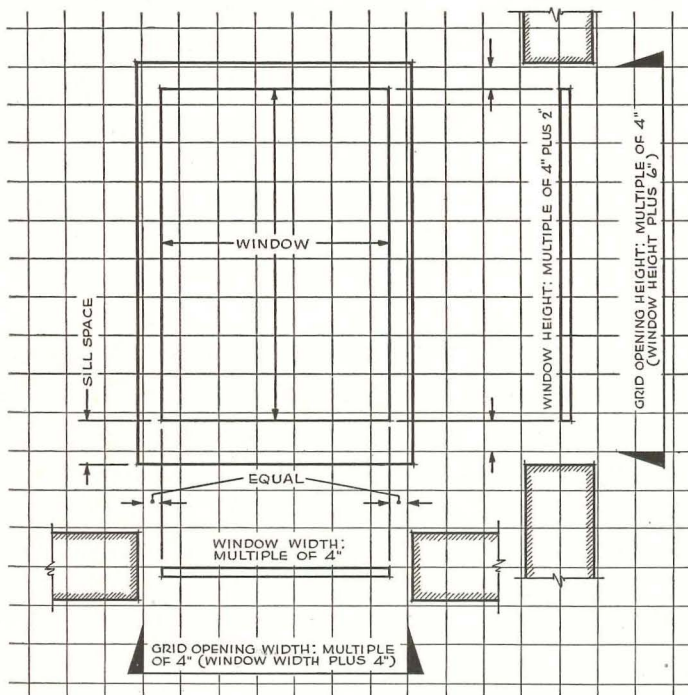 WINDOW
SILL SPACE
WINDOW HEIGHT: MULTIPLE OF 4" PLUS 2"
GRID OPENING HEIGHT: MULTIPLE OF 4"
(WINDOW HEIGHT PLUS 6")
EQUAL
WINDOW WIDTH:
MULTIPLE OF 4"
GRID OPENING WIDTH: MULTIPLE
OF 4" (WINDOW WIDTH PLUS 4")